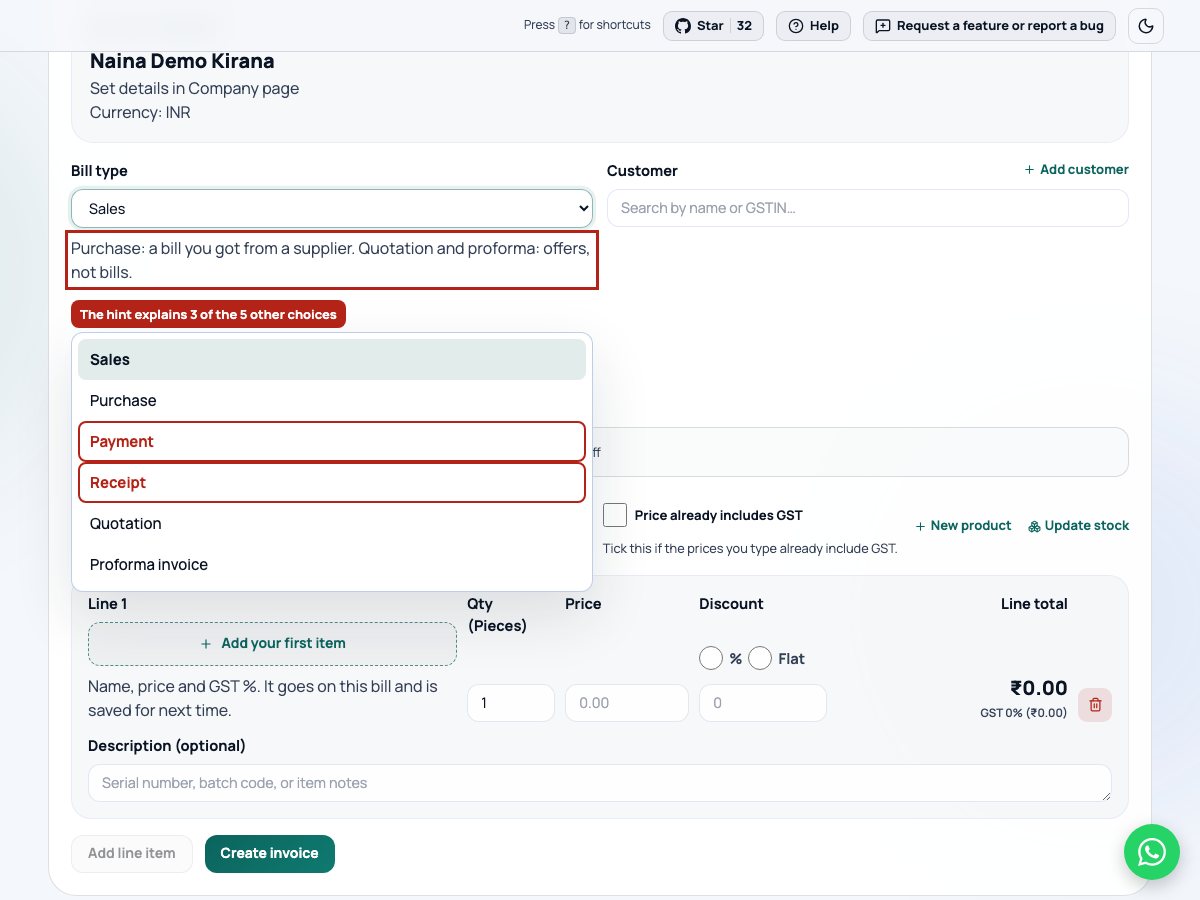 Press ? for shortcuts
Star 32
Help
Request a feature or report a bug
Naina Demo Kirana
Set details in Company page
Currency: INR
Bill type
Customer
+ Add customer
Sales
Search by name or GSTIN…
Purchase: a bill you got from a supplier. Quotation and proforma: offers,
not bills.
The hint explains 3 of the 5 other choices
Sales
Purchase
Payment
Receipt
Quotation
Proforma invoice
Price already includes GST
+ New product
Update stock
Tick this if the prices you type already include GST.
Line 1
Qty
(Pieces)
Price
Discount
Line total
+ Add your first item
% Flat
Name, price and GST %. It goes on this bill and is
saved for next time.
1
0.00
0
₹0.00
GST 0% (₹0.00)
Description (optional)
Serial number, batch code, or item notes
Add line item
Create invoice